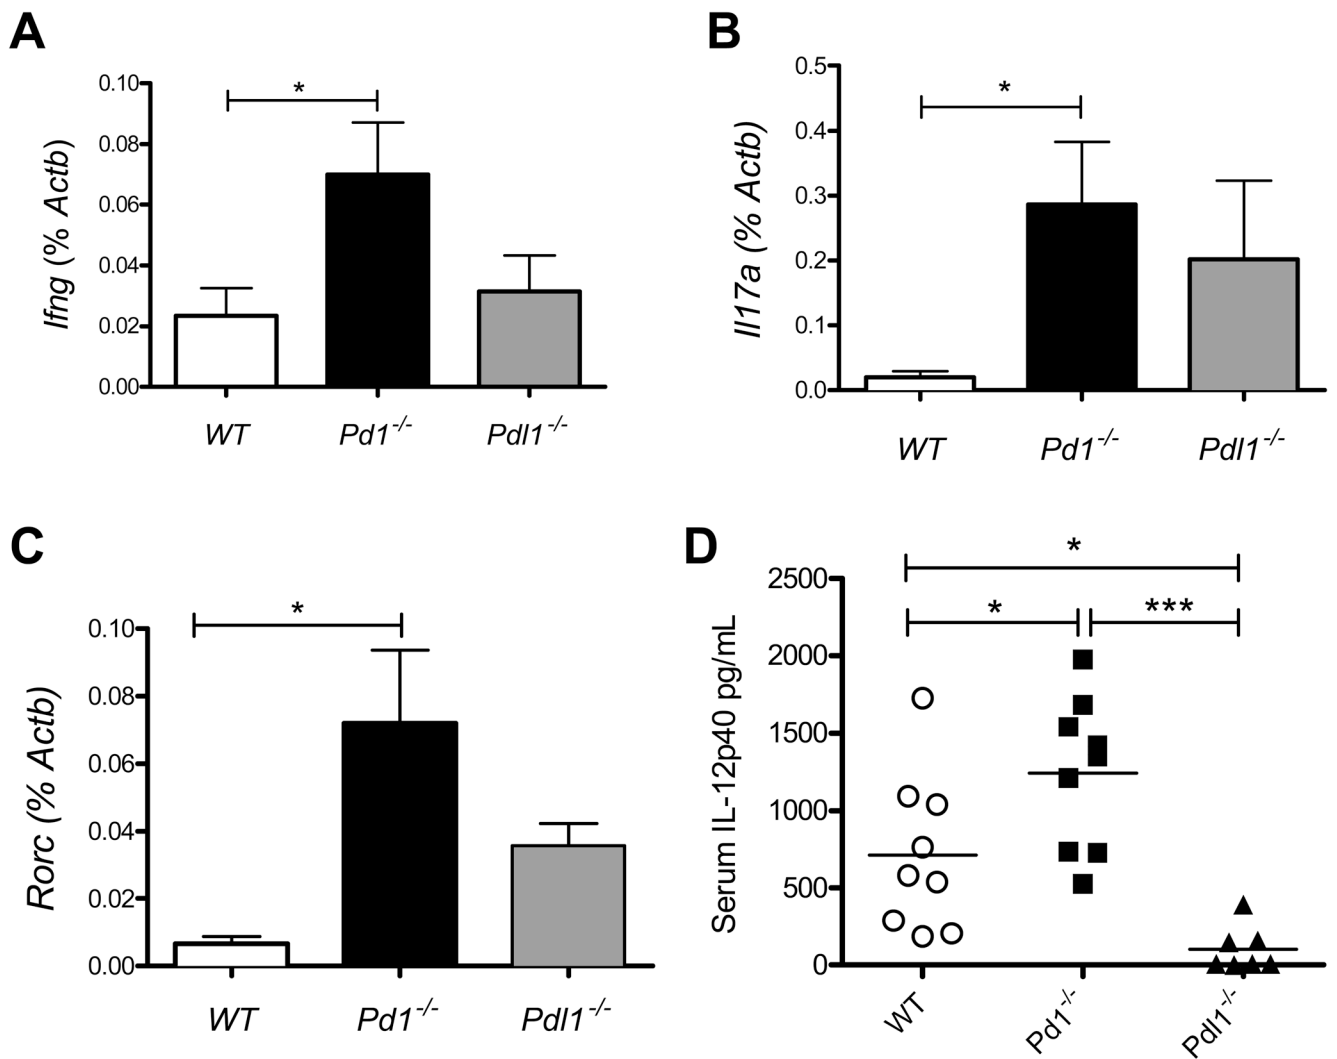 A
Ifng (% Actb)
0.10
0.08
0.06
0.04
0.02
0.00
*
WT
Pd1-/-
Pdl1-/-
B
Il17a (% Actb)
0.5
0.4
0.3
0.2
0.1
0.0
*
WT
Pd1-/-
Pdl1-/-
C
Rorc (% Actb)
0.10
0.08
0.06
0.04
0.02
0.00
*
WT
Pd1-/-
Pdl1-/-
D
Serum IL-12p40 pg/mL
2500
2000
1500
1000
500
0
*
*
***
WT
Pd1-/-
Pdl1-/-